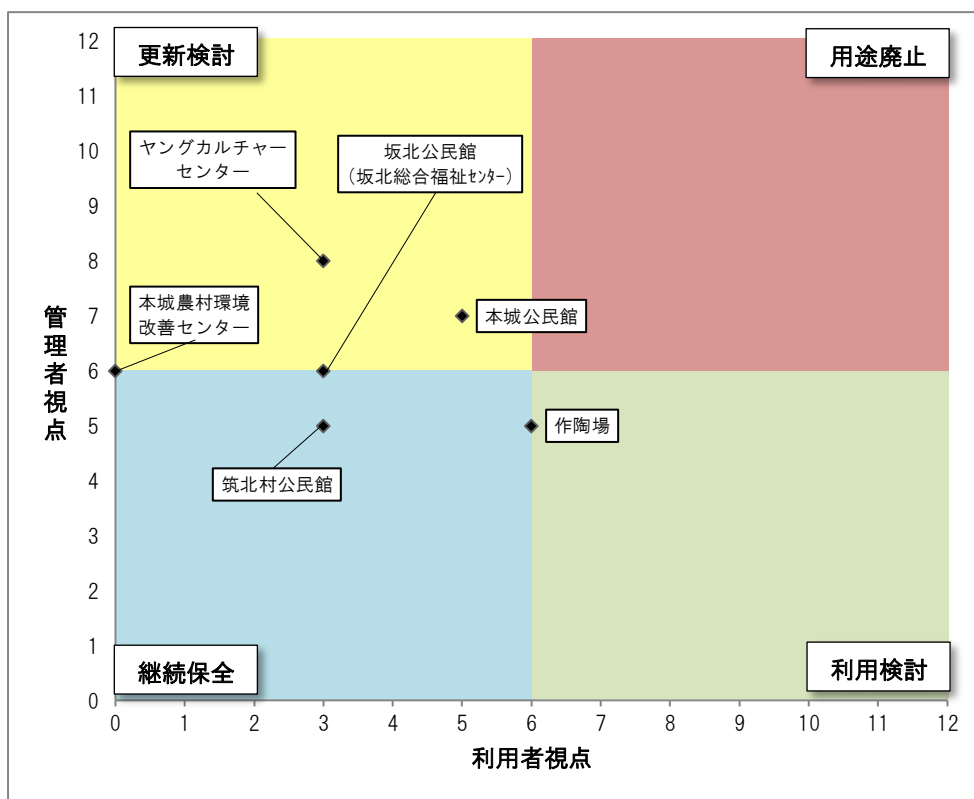 更新検討
用途廃止
ヤングカルチャー
センター
坂北公民館
（坂北総合福祉ｾﾝﾀｰ）
本城農村環境
改善センター
本城公民館
作陶場
筑北村公民館
継続保全
利用検討
管理者視点
12
11
10
9
8
7
6
5
4
3
2
1
0
0 1 2 3 4 5 6 7 8 9 10 11 12
利用者視点